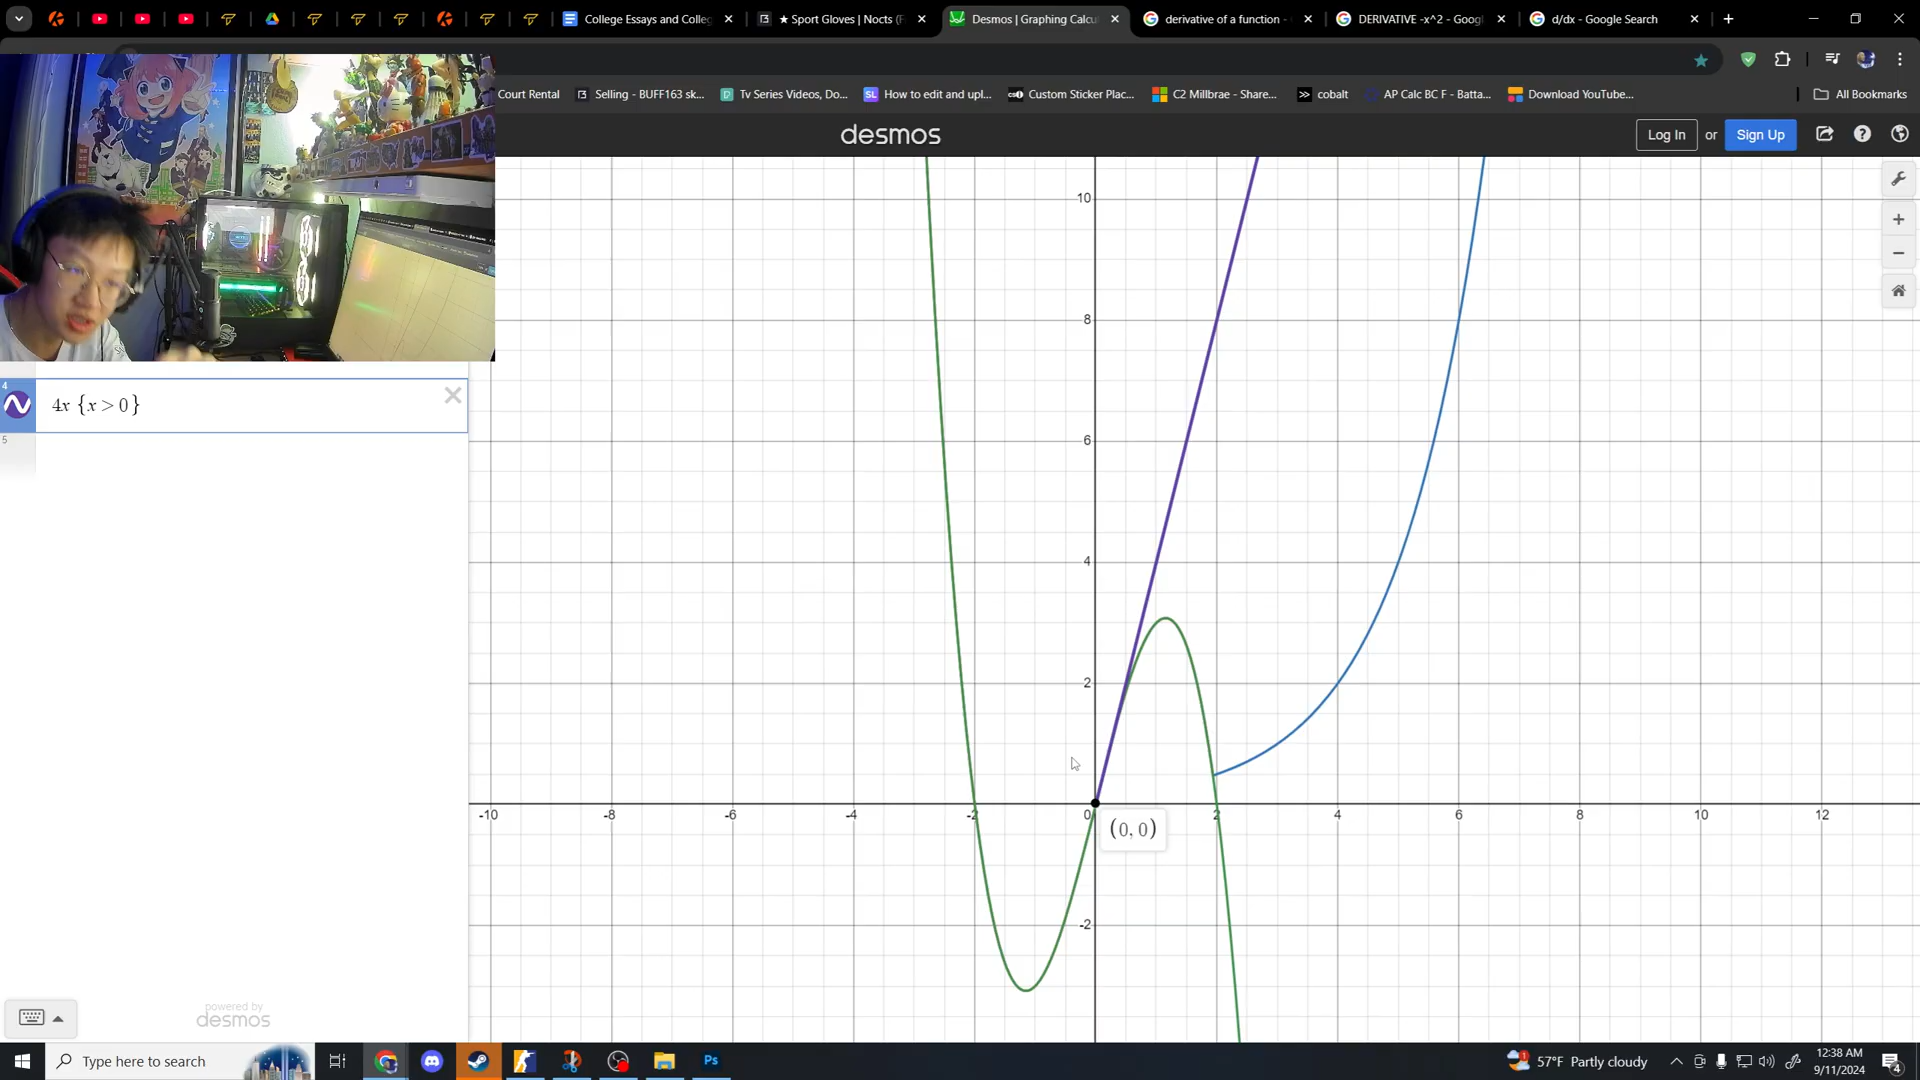 College Essays and Colleg
★ Sport Gloves | Nocts (F
Desmos | Graphing Calcu
derivative of a function -
DERIVATIVE -x^2 - Googl
d/dx - Google Search
Court Rental
Selling - BUFF163 sk...
Tv Series Videos, Do...
How to edit and upl...
Custom Sticker Plac...
C2 Millbrae - Share...
cobalt
AP Calc BC F - Batta...
Download YouTube...
All Bookmarks
desmos
Log In
or
Sign Up
4
4x {x > 0}
5
10
8
6
4
2
-10
-8
-6
-4
-2
0
2
4
6
8
10
12
(0, 0)
-2
powered by
desmos
Type here to search
Ps
57°F Partly cloudy
12:38 AM
9/11/2024
4